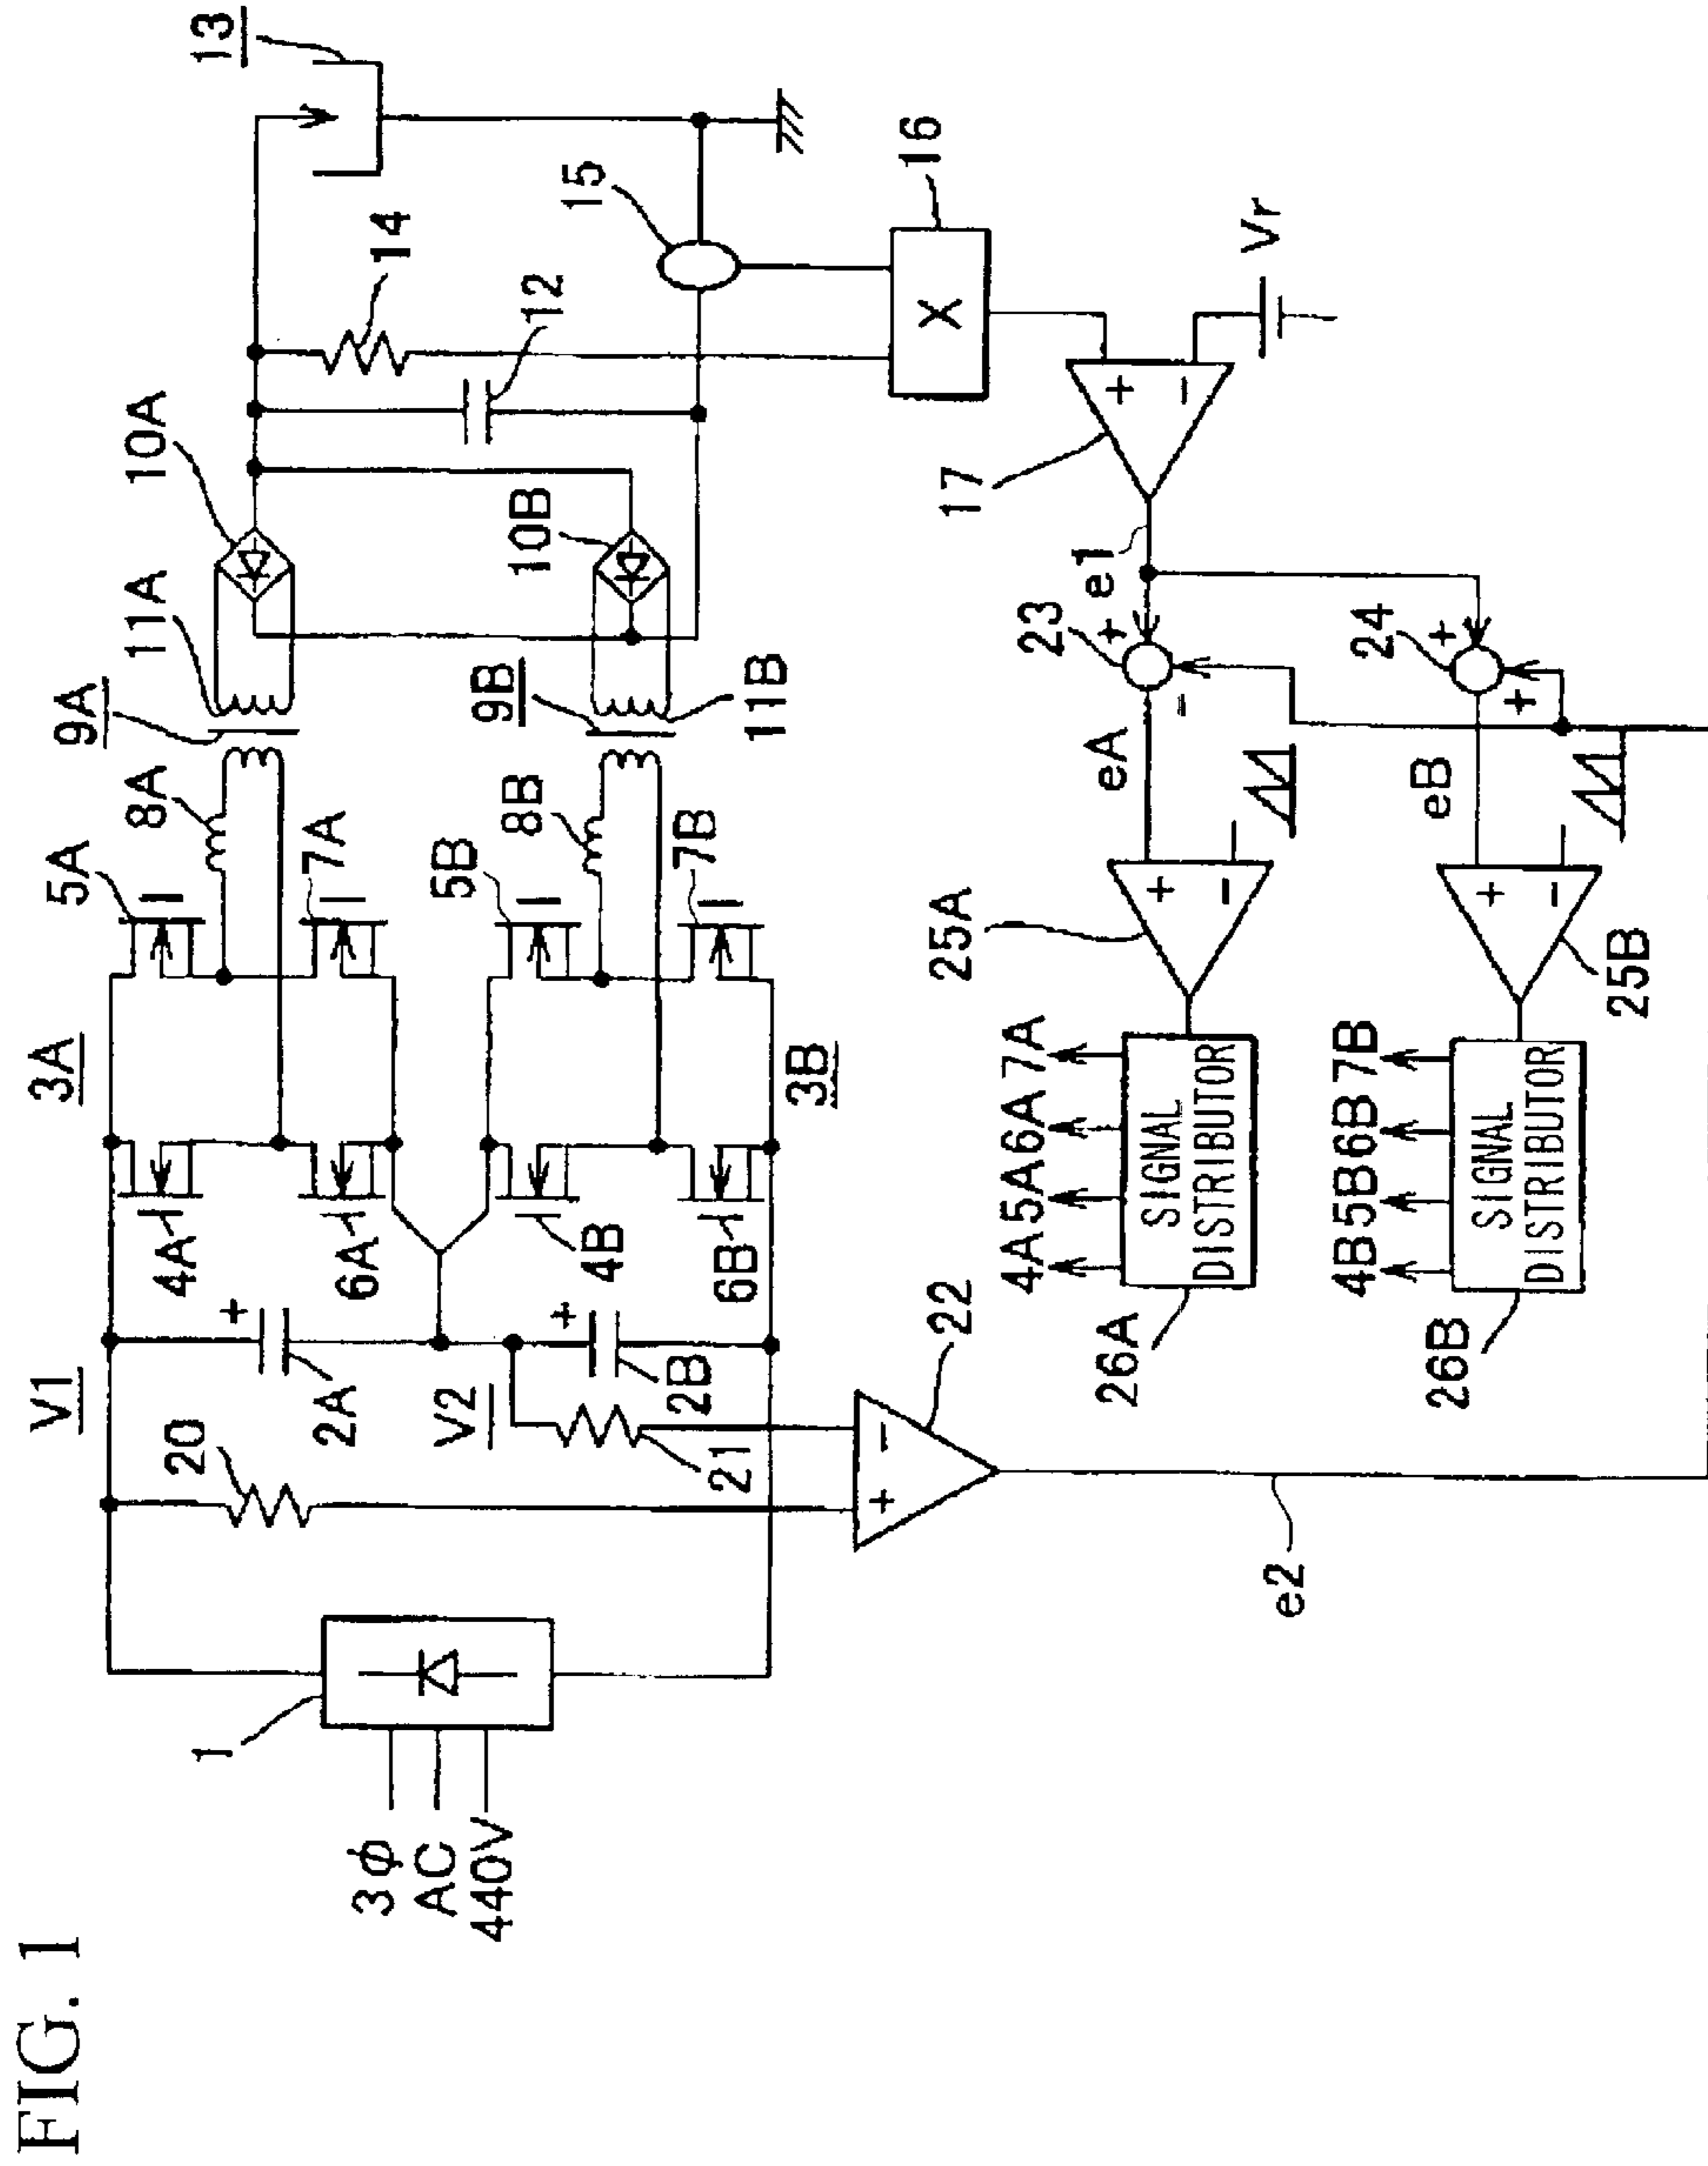 FIG. 1
3φ
AC
440V
1
V1
20
2A
+
V2
21
2B
+
22
+
−
e2
3A
4A
5A
6A
7A
3B
4B
5B
6B
7B
8A
8B
9A
9B
11A
11B
10A
10B
12
14
13
15
16
X
17
+
−
Vr
e1
23
+
−
24
+
+
eA
eB
25A
+
−
25B
+
−
4A 5A 6A 7A
SIGNAL
DISTRIBUTOR
26A
4B 5B 6B 7B
SIGNAL
DISTRIBUTOR
26B